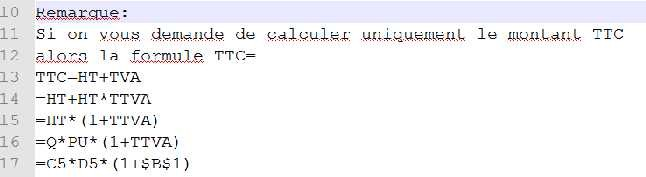 10 Remarque:
11 Si on vous demande de calculer uniquement le montant TTC
12 alors la formule TTC=
13 TTC=HT+TVA
14 =HT+HT*TTVA
15 =HT*(1+TTVA)
16 =Q*PU*(1+TTVA)
17 =C5*D5*(1+$B$1)